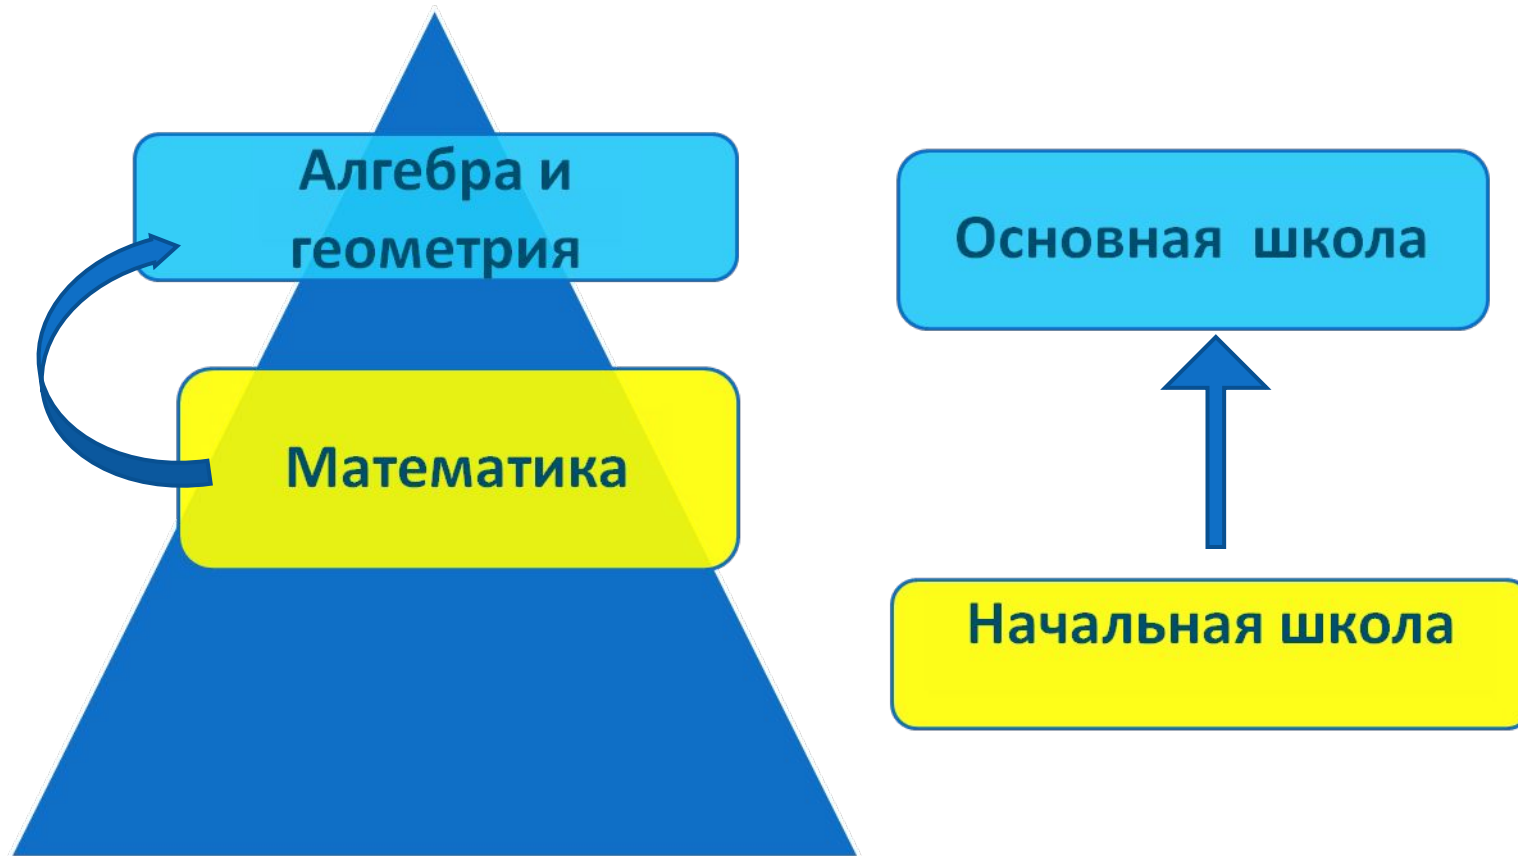 Алгебра и
геометрия
Математика
Основная школа
Начальная школа